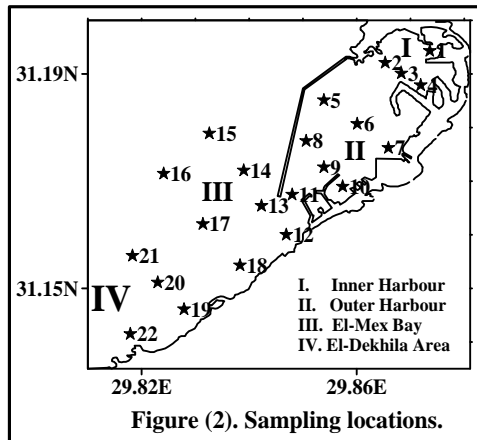 I
1
2
3
4
31.19N
5
6
15
8
7
II
9
16
14
10
III
11
13
17
12
21
18
I. Inner Harbour
20
II. Outer Harbour
31.15N
IV
III. El-Mex Bay
19
IV. El-Dekhila Area
22
29.82E
29.86E
Figure (2). Sampling locations.